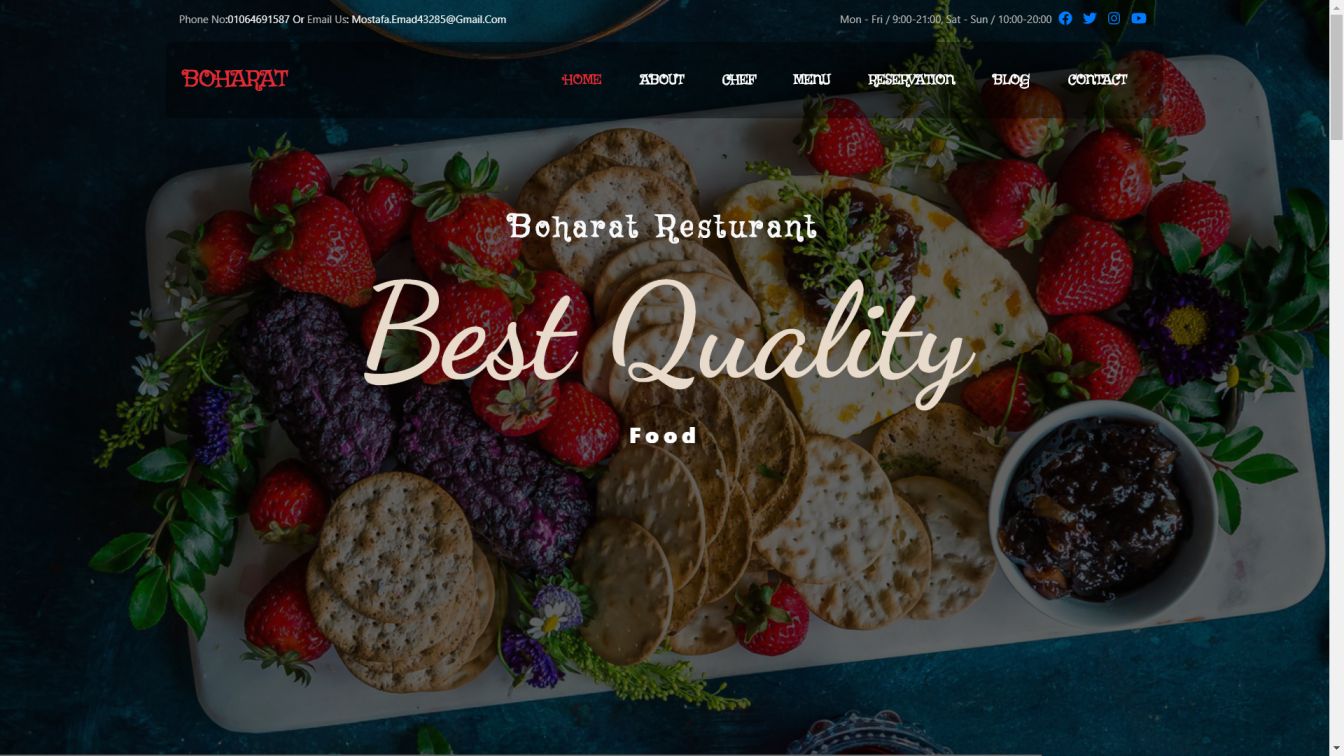 Phone No:01064691587 Or Email Us: Mostafa.Emad43285@Gmail.Com
Mon - Fri / 9:00-21:00, Sat - Sun / 10:00-20:00
BOHARAT
HOME ABOUT CHEF MENU RESERVATION BLOG CONTACT
Boharat Resturant
Best Quality
Food